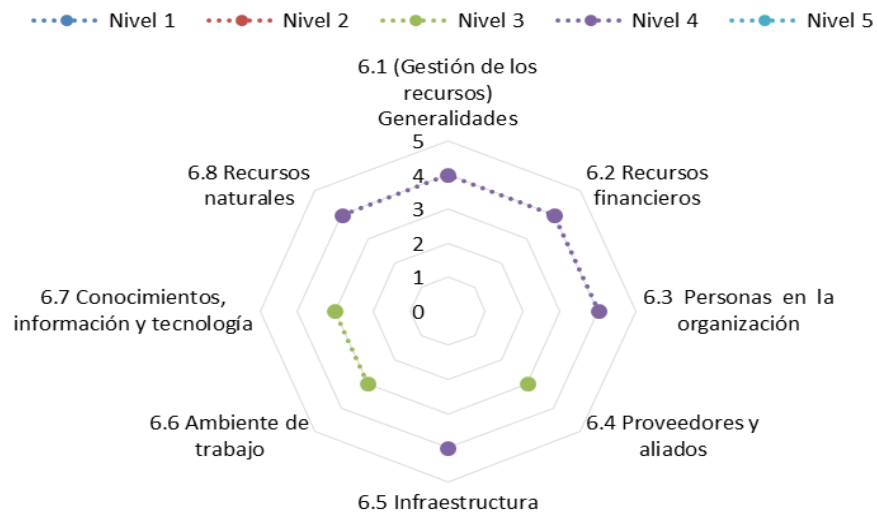 Nivel 1 Nivel 2 Nivel 3 Nivel 4 Nivel 5
6.1 (Gestión de los
recursos)
Generalidades
5
4
3
2
1
0
6.2 Recursos
financieros
6.3 Personas en la
organización
6.4 Proveedores y
aliados
6.5 Infraestructura
6.6 Ambiente de
trabajo
6.7 Conocimientos,
información y tecnología
6.8 Recursos
naturales